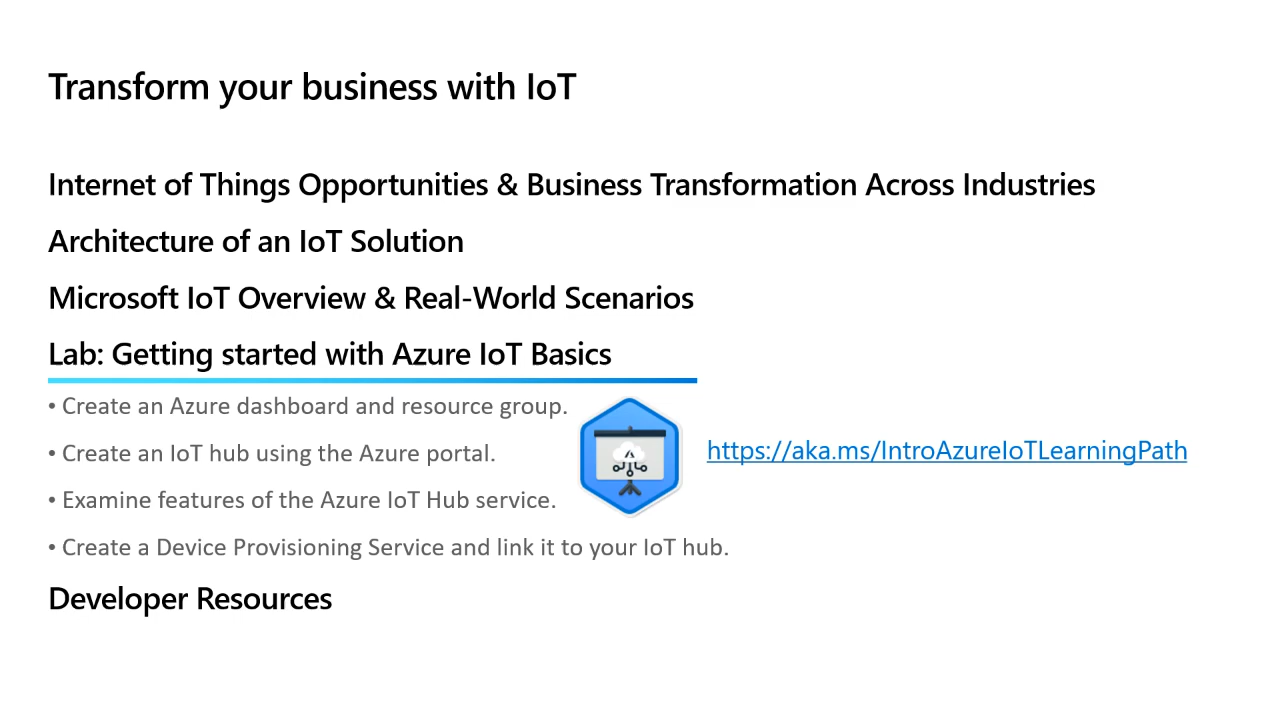 Transform your business with IoT
Internet of Things Opportunities & Business Transformation Across Industries
Architecture of an IoT Solution
Microsoft IoT Overview & Real-World Scenarios
Lab: Getting started with Azure IoT Basics
• Create an Azure dashboard and resource group.
• Create an IoT hub using the Azure portal.
https://aka.ms/IntroAzureIoTLearningPath
• Examine features of the Azure IoT Hub service.
• Create a Device Provisioning Service and link it to your IoT hub.
Developer Resources